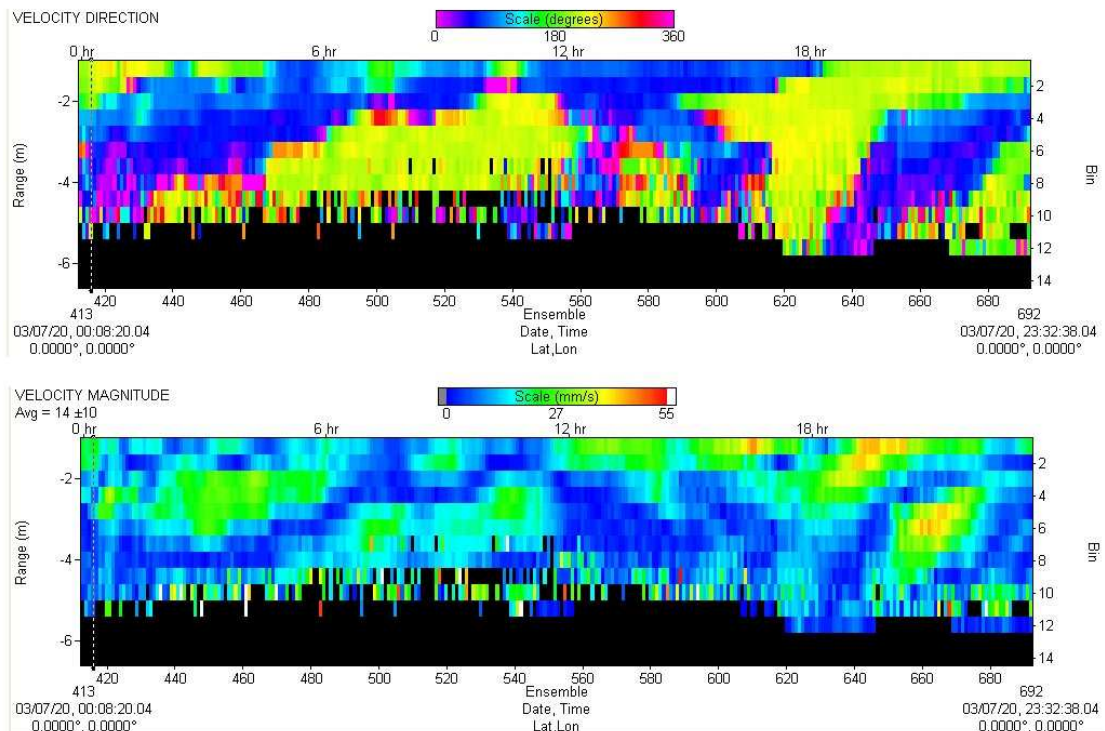 VELOCITY DIRECTION
Scale (degrees)
0 180 360
0 hr 6 hr 12 hr 18 hr
Range (m)
-2
-4
-6
2
4
6
8
10
12
14
Bin
420 440 460 480 500 520 540 560 580 600 620 640 660 680
413 Ensemble 692
03/07/20, 00:08:20.04 Date, Time 03/07/20, 23:32:38.04
0.0000°, 0.0000° Lat,Lon 0.0000°, 0.0000°
VELOCITY MAGNITUDE
Avg = 14 ±10
Scale (mm/s)
0 27 55
0 hr 6 hr 12 hr 18 hr
Range (m)
-2
-4
-6
2
4
6
8
10
12
14
Bin
420 440 460 480 500 520 540 560 580 600 620 640 660 680
413 Ensemble 692
03/07/20, 00:08:20.04 Date, Time 03/07/20, 23:32:38.04
0.0000°, 0.0000° Lat,Lon 0.0000°, 0.0000°